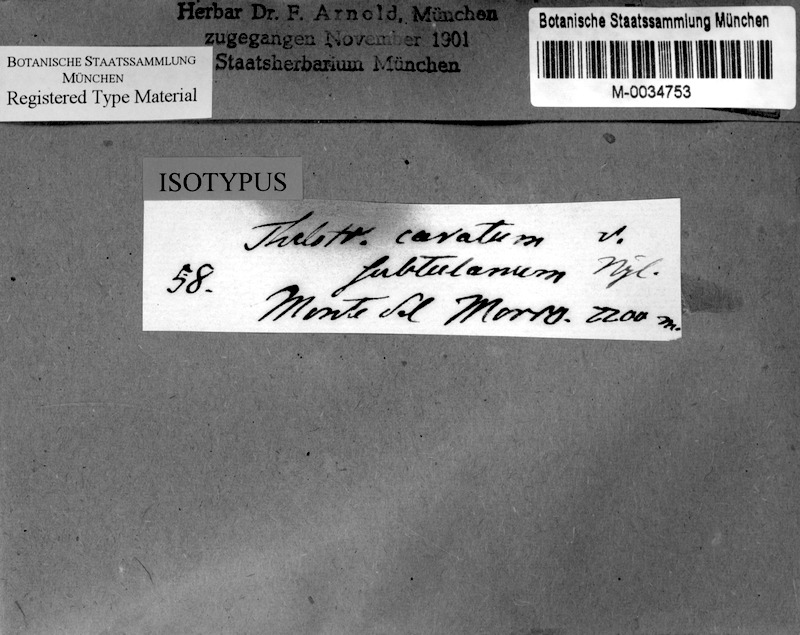 Herbar Dr. F. Arnold, München
zugegangen November 1901
Staatsherbarium München
Botanische Staatssammlung München
M-0034753
BOTANISCHE STAATSSAMMLUNG
MÜNCHEN
Registered Type Material
ISOTYPUS
Thelotr. cavatum v.
58. subtulanum Nyl.
Monte del Morro. 2200 m.